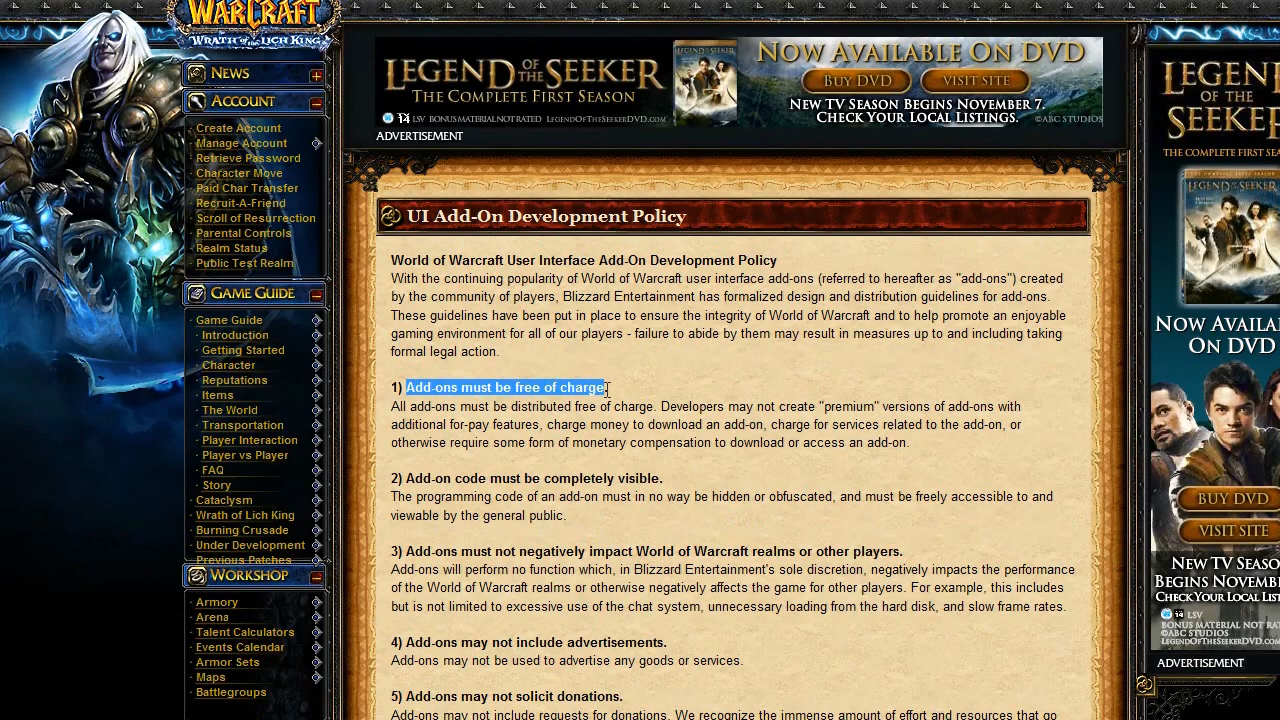 WARCRAFT
WRATH OF THE LICH KING
NEWS
ACCOUNT
· Create Account
· Manage Account
· Retrieve Password
· Character Move
· Paid Char Transfer
· Recruit-A-Friend
· Scroll of Resurrection
· Parental Controls
· Realm Status
· Public Test Realm
GAME GUIDE
· Game Guide
· Introduction
· Getting Started
· Character
· Reputations
· Items
· The World
· Transportation
· Player Interaction
· Player vs Player
· FAQ
· Story
· Cataclysm
· Wrath of Lich King
· Burning Crusade
· Under Development
· Previous Patches
WORKSHOP
· Armory
· Arena
· Talent Calculators
· Events Calendar
· Armor Sets
· Maps
· Battlegroups
LEGEND OF THE SEEKER
THE COMPLETE FIRST SEASON
14 LSV BONUS MATERIAL NOT RATED LEGENDOFTHESEEKERDVD.COM
NOW AVAILABLE ON DVD
BUY DVD VISIT SITE
NEW TV SEASON BEGINS NOVEMBER 7.
CHECK YOUR LOCAL LISTINGS. ©ABC STUDIOS
ADVERTISEMENT
UI Add-On Development Policy
World of Warcraft User Interface Add-On Development Policy
With the continuing popularity of World of Warcraft user interface add-ons (referred to hereafter as "add-ons") created
by the community of players, Blizzard Entertainment has formalized design and distribution guidelines for add-ons.
These guidelines have been put in place to ensure the integrity of World of Warcraft and to help promote an enjoyable
gaming environment for all of our players - failure to abide by them may result in measures up to and including taking
formal legal action.
1) Add-ons must be free of charge.
All add-ons must be distributed free of charge. Developers may not create "premium" versions of add-ons with
additional for-pay features, charge money to download an add-on, charge for services related to the add-on, or
otherwise require some form of monetary compensation to download or access an add-on.
2) Add-on code must be completely visible.
The programming code of an add-on must in no way be hidden or obfuscated, and must be freely accessible to and
viewable by the general public.
3) Add-ons must not negatively impact World of Warcraft realms or other players.
Add-ons will perform no function which, in Blizzard Entertainment's sole discretion, negatively impacts the performance
of the World of Warcraft realms or otherwise negatively affects the game for other players. For example, this includes
but is not limited to excessive use of the chat system, unnecessary loading from the hard disk, and slow frame rates.
4) Add-ons may not include advertisements.
Add-ons may not be used to advertise any goods or services.
5) Add-ons may not solicit donations.
Add-ons may not include requests for donations. We recognize the immense amount of effort and resources that go
LEGEND
OF THE
SEEKER
THE COMPLETE FIRST SEA
NOW AVAILA
ON DVD
BUY DVD
VISIT SITE
NEW TV SEASO
BEGINS NOVEMB
CHECK YOUR LOCAL LIS
14 LSV
BONUS MATERIAL NOT RA
©ABC STUDIOS
LEGENDOFTHESEEKERDVD.C
ADVERTISEMENT